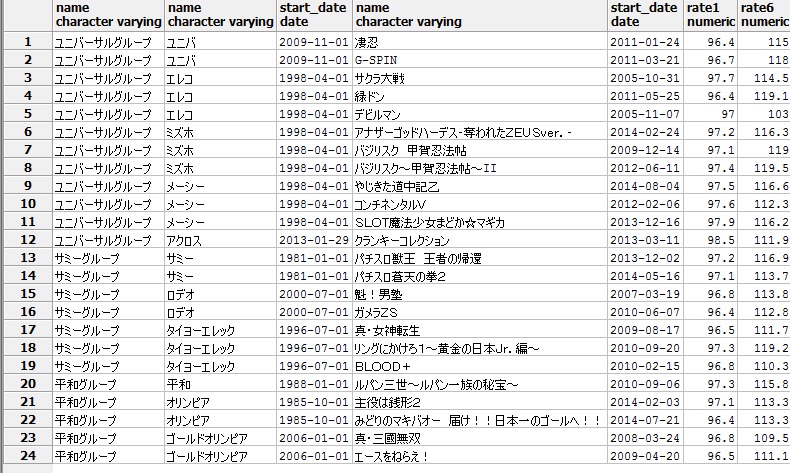 name name start_date name start_date rate1 rate6
character varying character varying date character varying date numeric numeric
1 ユニバーサルグループ ユニバ 2009-11-01 凄忍 2011-01-24 96.4 115
2 ユニバーサルグループ ユニバ 2009-11-01 G-SPIN 2011-03-21 96.7 118
3 ユニバーサルグループ エレコ 1998-04-01 サクラ大戦 2005-10-31 97.7 114.5
4 ユニバーサルグループ エレコ 1998-04-01 緑ドン 2011-05-25 96.4 119.1
5 ユニバーサルグループ エレコ 1998-04-01 デビルマン 2005-11-07 97 103
6 ユニバーサルグループ ミズホ 1998-04-01 アナザーゴッドハーデス-奪われたZEUSver.- 2014-02-24 97.2 116.3
7 ユニバーサルグループ ミズホ 1998-04-01 バジリスク 甲賀忍法帖 2009-12-14 97.1 119
8 ユニバーサルグループ ミズホ 1998-04-01 バジリスク～甲賀忍法帖～II 2012-06-11 97.4 119.5
9 ユニバーサルグループ メーシー 1998-04-01 やじきた道中記乙 2014-08-04 97.5 116.6
10 ユニバーサルグループ メーシー 1998-04-01 コンチネンタルV 2012-02-06 97.6 112.3
11 ユニバーサルグループ メーシー 1998-04-01 SLOT魔法少女まどか☆マギカ 2013-12-16 97.9 116.2
12 ユニバーサルグループ アクロス 2013-01-29 クランキーコレクション 2013-03-11 98.5 111.9
13 サミーグループ サミー 1981-01-01 パチスロ獣王 王者の帰還 2013-12-02 97.2 116.9
14 サミーグループ サミー 1981-01-01 パチスロ蒼天の拳2 2014-05-16 97.1 113.7
15 サミーグループ ロデオ 2000-07-01 魁！男塾 2007-03-19 96.8 113.8
16 サミーグループ ロデオ 2000-07-01 ガメラZS 2010-06-07 96.4 112.8
17 サミーグループ タイヨーエレック 1996-07-01 真・女神転生 2009-08-17 96.5 111.7
18 サミーグループ タイヨーエレック 1996-07-01 リングにかけろ1～黄金の日本Jr.編～ 2010-09-20 97.3 119.2
19 サミーグループ タイヨーエレック 1996-07-01 BLOOD+ 2010-02-15 96.8 110.3
20 平和グループ 平和 1988-01-01 ルパン三世～ルパン一族の秘宝～ 2010-09-06 97.3 115.8
21 平和グループ オリンピア 1985-10-01 主役は銭形2 2014-02-03 97.1 113.3
22 平和グループ オリンピア 1985-10-01 みどりのマキバオー 届け！！日本一のゴールへ！！ 2014-07-21 96.4 113.3
23 平和グループ ゴールドオリンピア 2006-01-01 真・三國無双 2008-03-24 96.8 109.5
24 平和グループ ゴールドオリンピア 2006-01-01 エースをねらえ！ 2009-04-20 96.5 111.1